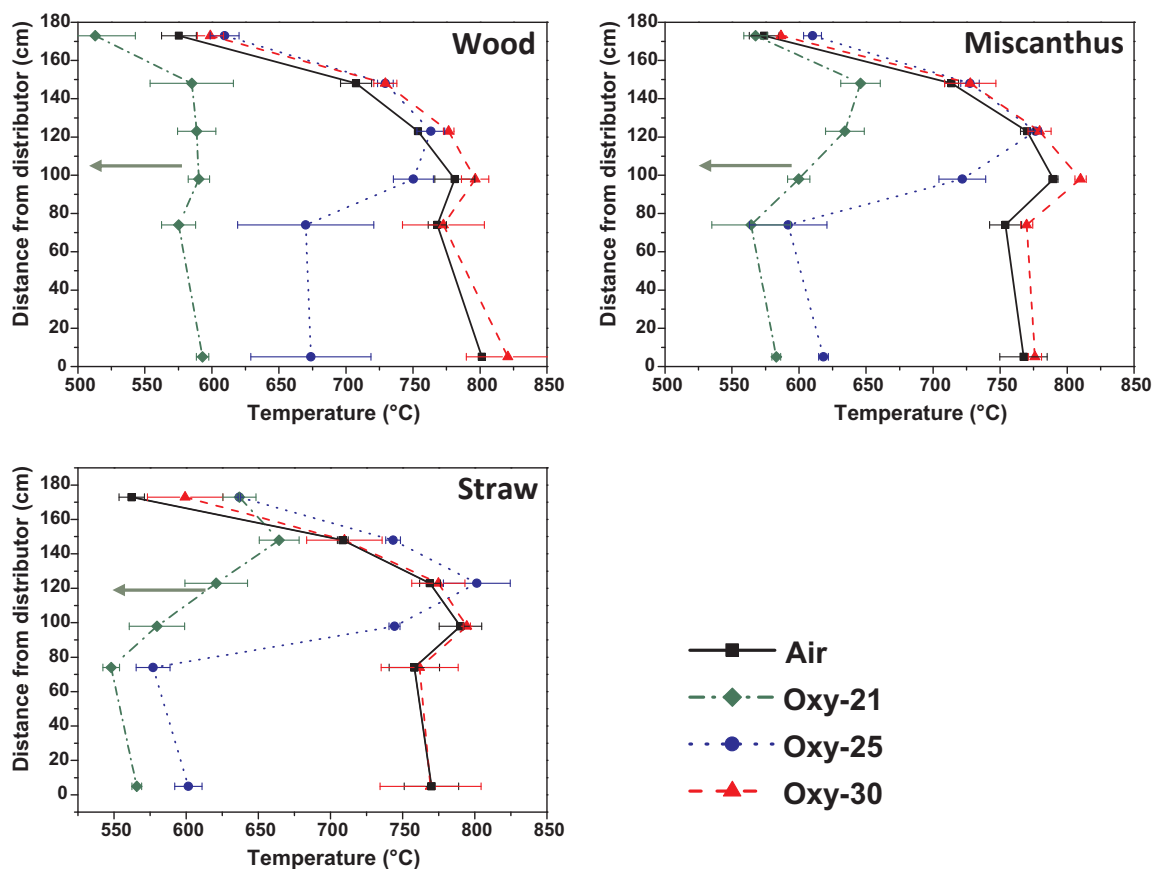 Wood
Distance from distributor (cm)
180
160
140
120
100
80
60
40
20
0
500 550 600 650 700 750 800 850
Temperature (°C)
Miscanthus
Distance from distributor (cm)
180
160
140
120
100
80
60
40
20
0
500 550 600 650 700 750 800 850
Temperature (°C)
Straw
Distance from distributor (cm)
180
160
140
120
100
80
60
40
20
0
550 600 650 700 750 800 850
Temperature (°C)
Air
Oxy-21
Oxy-25
Oxy-30